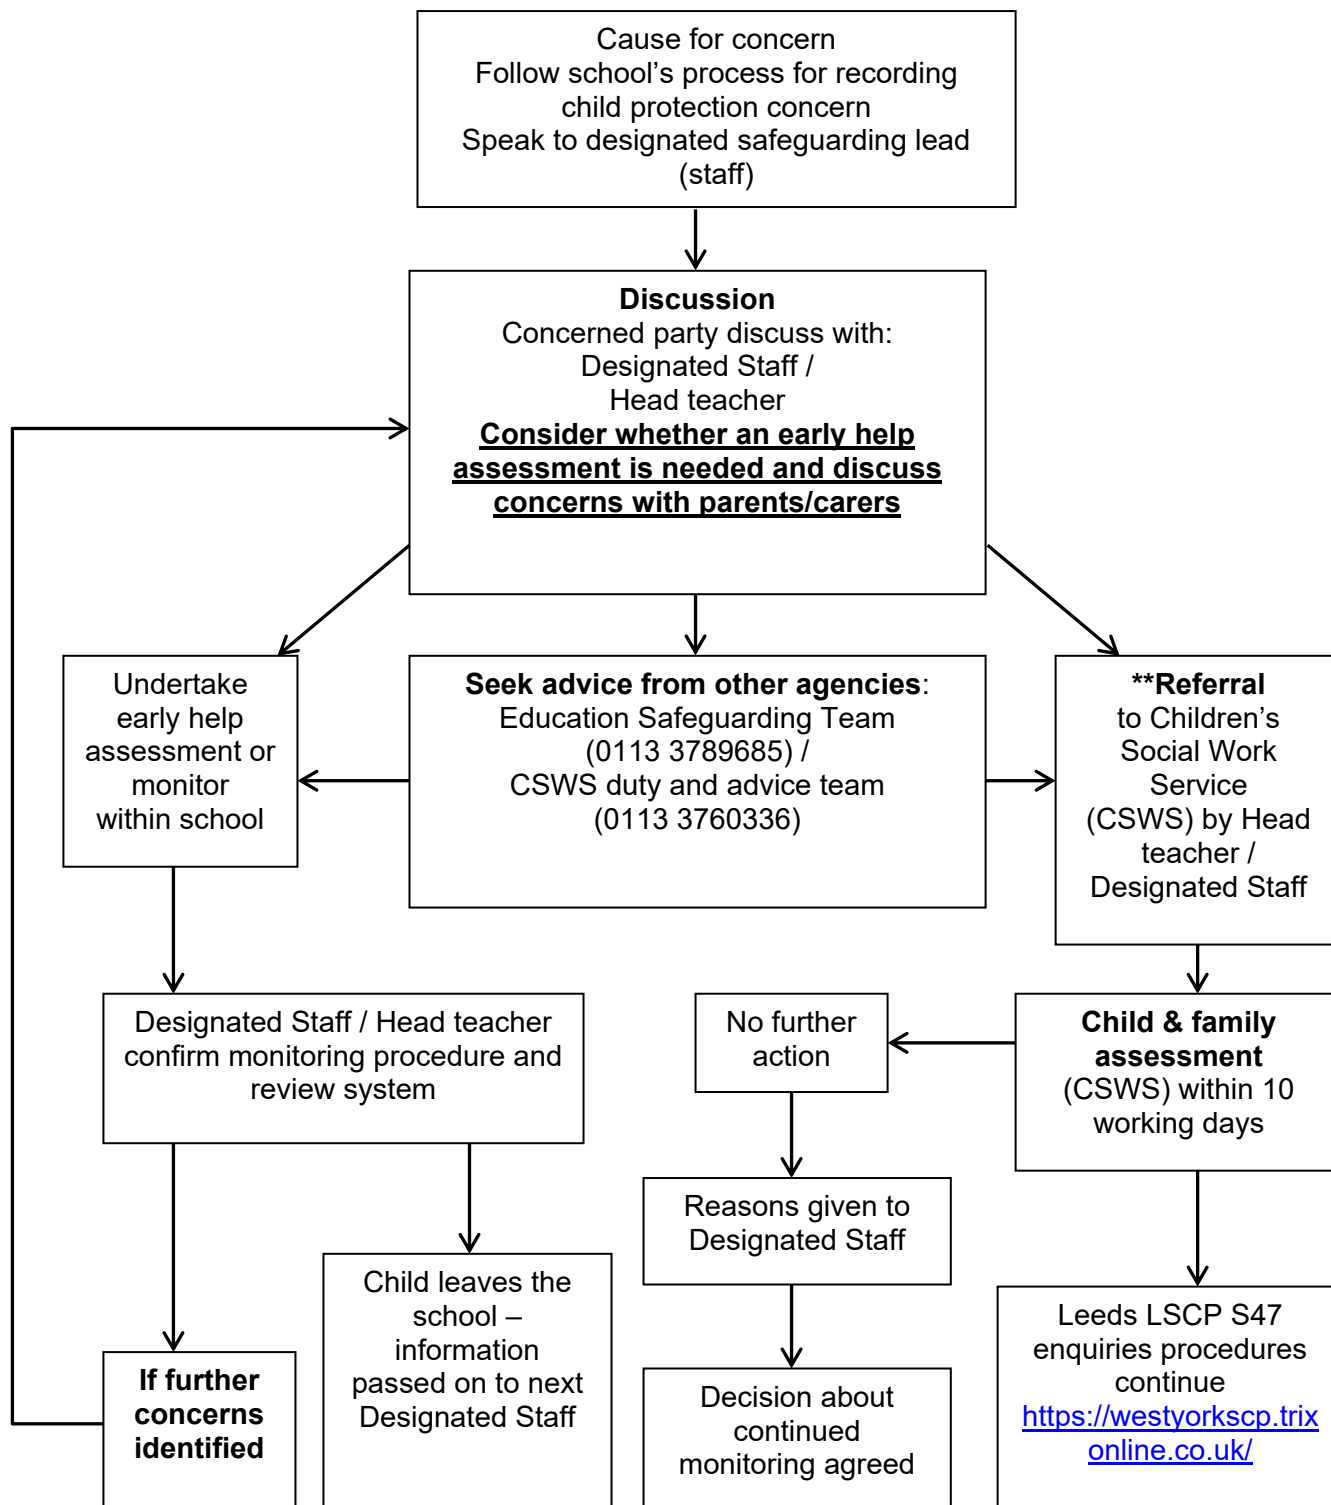 Cause for concern
Follow school’s process for recording
child protection concern
Speak to designated safeguarding lead
(staff)
Discussion
Concerned party discuss with:
Designated Staff /
Head teacher
Consider whether an early help
assessment is needed and discuss
concerns with parents/carers
Undertake
early help
assessment or
monitor
within school
Seek advice from other agencies:
Education Safeguarding Team
(0113 3789685) /
CSWS duty and advice team
(0113 3760336)
**Referral
to Children’s
Social Work
Service
(CSWS) by Head
teacher /
Designated Staff
Designated Staff / Head teacher
confirm monitoring procedure and
review system
No further
action
Child & family
assessment
(CSWS) within 10
working days
Reasons given to
Designated Staff
Child leaves the
school –
information
passed on to next
Designated Staff
Leeds LSCP S47
enquiries procedures
continue
https://westyorkscp.trix
online.co.uk/
If further
concerns
identified
Decision about
continued
monitoring agreed